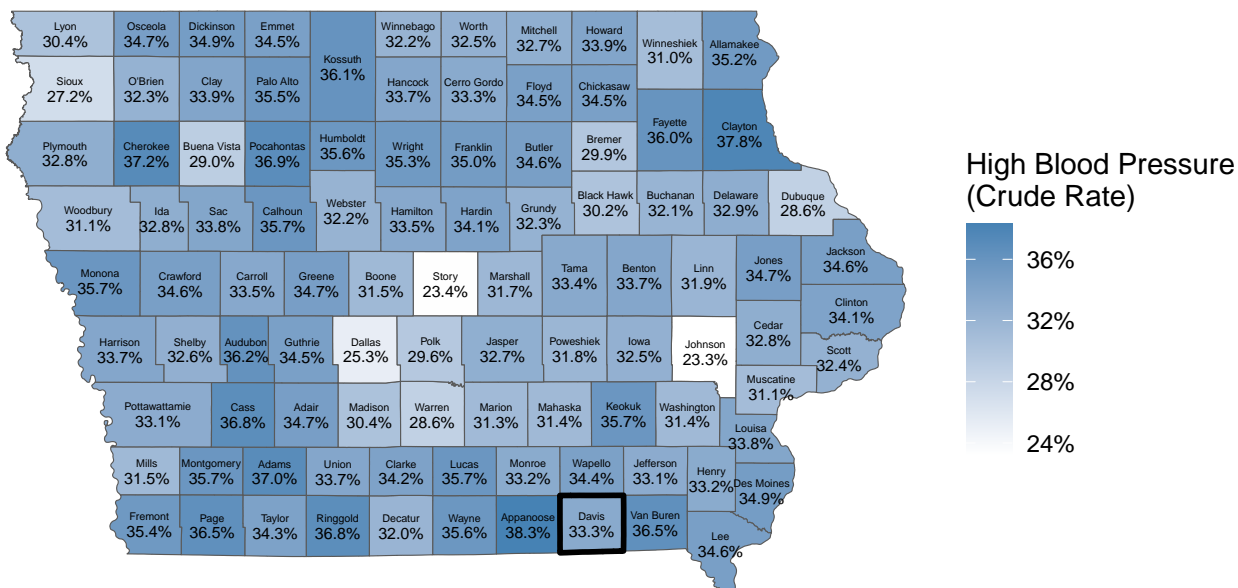 Lyon
30.4%
Osceola
34.7%
Dickinson
34.9%
Emmet
34.5%
Kossuth
36.1%
Winnebago
32.2%
Worth
32.5%
Mitchell
32.7%
Howard
33.9%
Winneshiek
31.0%
Allamakee
35.2%
Sioux
27.2%
O'Brien
32.3%
Clay
33.9%
Palo Alto
35.5%
Hancock
33.7%
Cerro Gordo
33.3%
Floyd
34.5%
Chickasaw
34.5%
Fayette
36.0%
Clayton
37.8%
Plymouth
32.8%
Cherokee
37.2%
Buena Vista
29.0%
Pocahontas
36.9%
Humboldt
35.6%
Wright
35.3%
Franklin
35.0%
Butler
34.6%
Bremer
29.9%
Woodbury
31.1%
Ida
32.8%
Sac
33.8%
Calhoun
35.7%
Webster
32.2%
Hamilton
33.5%
Hardin
34.1%
Grundy
32.3%
Black Hawk
30.2%
Buchanan
32.1%
Delaware
32.9%
Dubuque
28.6%
Monona
35.7%
Crawford
34.6%
Carroll
33.5%
Greene
34.7%
Boone
31.5%
Story
23.4%
Marshall
31.7%
Tama
33.4%
Benton
33.7%
Linn
31.9%
Jones
34.7%
Jackson
34.6%
Clinton
34.1%
Harrison
33.7%
Shelby
32.6%
Audubon
36.2%
Guthrie
34.5%
Dallas
25.3%
Polk
29.6%
Jasper
32.7%
Poweshiek
31.8%
Iowa
32.5%
Johnson
23.3%
Cedar
32.8%
Scott
32.4%
Muscatine
31.1%
Pottawattamie
33.1%
Cass
36.8%
Adair
34.7%
Madison
30.4%
Warren
28.6%
Marion
31.3%
Mahaska
31.4%
Keokuk
35.7%
Washington
31.4%
Louisa
33.8%
Mills
31.5%
Montgomery
35.7%
Adams
37.0%
Union
33.7%
Clarke
34.2%
Lucas
35.7%
Monroe
33.2%
Wapello
34.4%
Jefferson
33.1%
Henry
33.2%
Des Moines
34.9%
Fremont
35.4%
Page
36.5%
Taylor
34.3%
Ringgold
36.8%
Decatur
32.0%
Wayne
35.6%
Appanoose
38.3%
Davis
33.3%
Van Buren
36.5%
Lee
34.6%
High Blood Pressure
(Crude Rate)
36%
32%
28%
24%